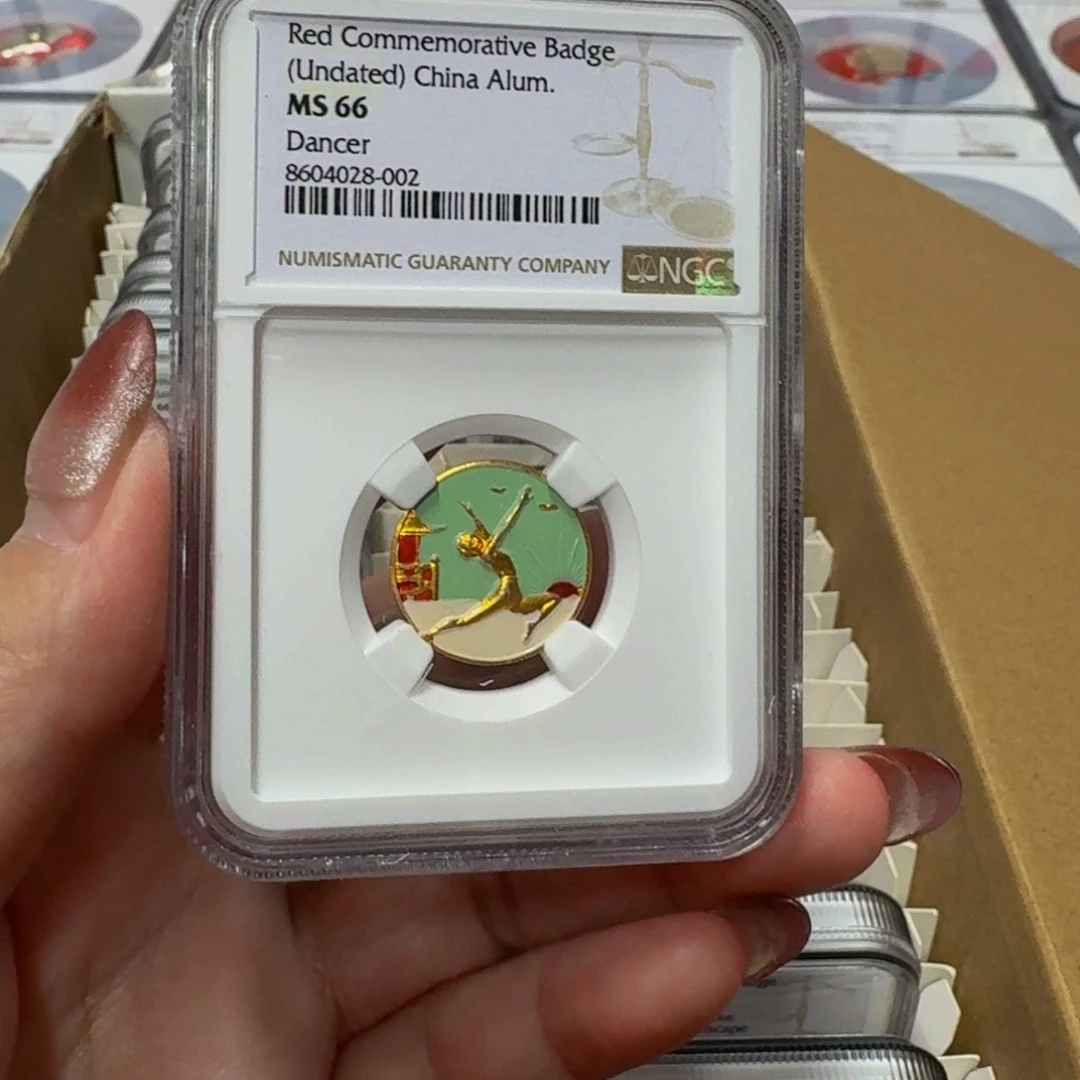 Red Commemorative Badge
(Undated) China Alum.
MS 66
Dancer
8604028-002
NUMISMATIC GUARANTY COMPANY NGC